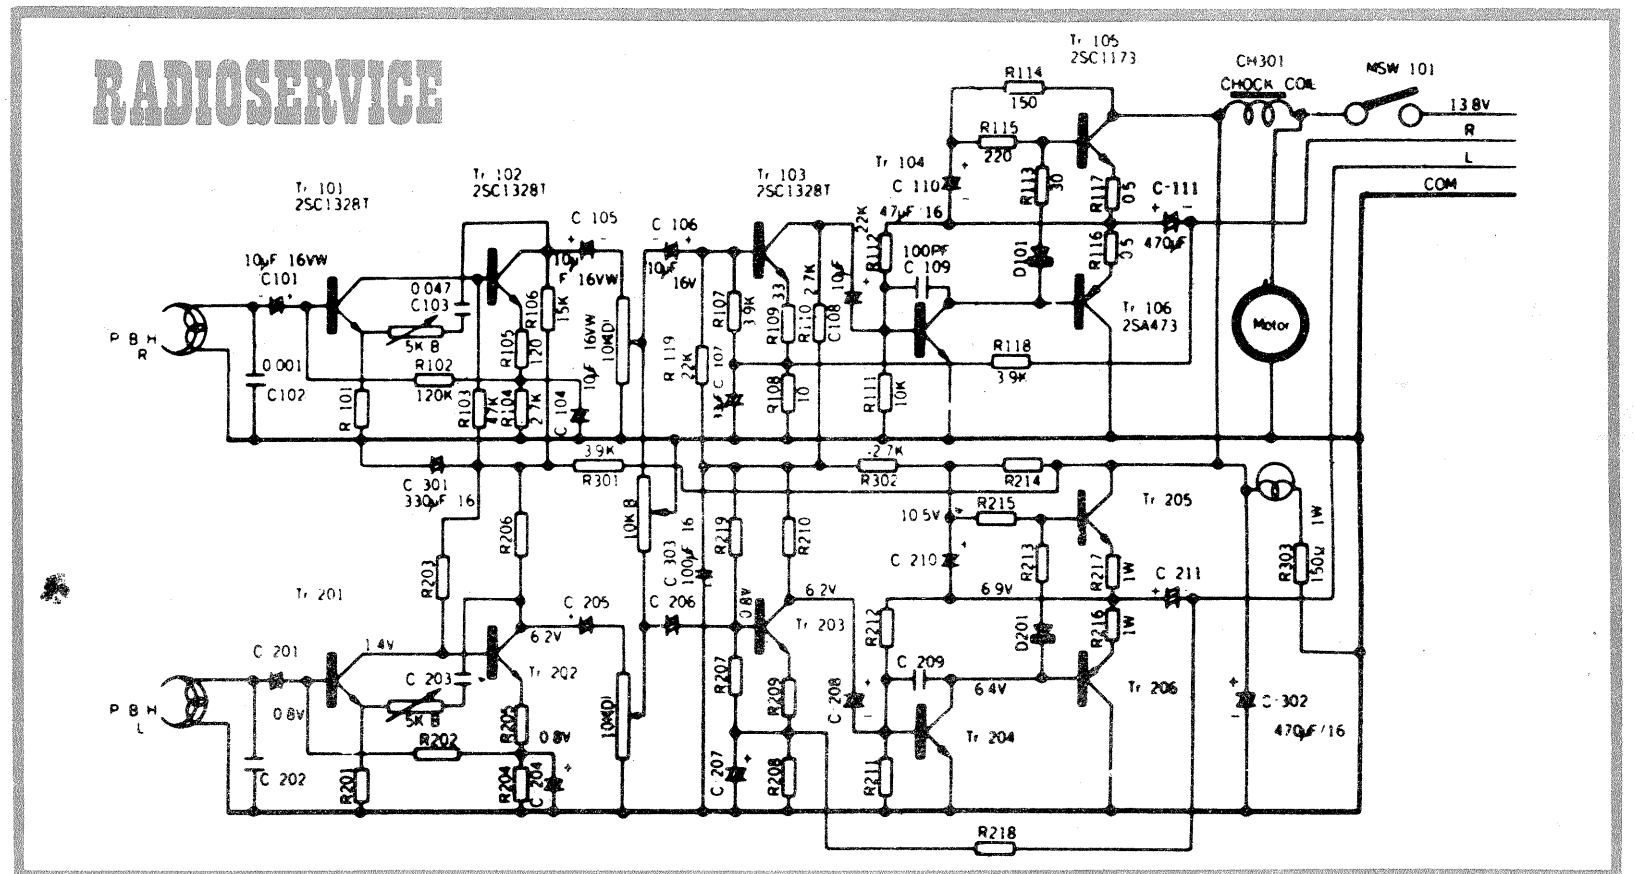 RADIOSERVICE
Tr 105
2SC1173
CH301
CHOCK COIL
MSW 101
13.8V
R
L
COM
R114
150
R115
220
Tr 101
2SC1328T
Tr 102
2SC1328T
Tr 103
2SC1328T
Tr 104
C 110
47µF/16
R113
30
R117
0.5
C-111
470µF
R116
0.5
D101
Tr 106
2SA473
Motor
10µF 16VW
C101
0.047
C103
5K B
P B H
R
0.001
C102
R 101
R102
120K
R103
47K
R104
2.7K
R105
120
R106
15K
C 105
10µF
16VW
C 104
10µF 16VW
10KDI
C 106
10µF
16V
R 119
22K
R107
3.9K
C 107
33µF
R109
33
R108
10
R110
2.7K
C108
10µF
R112
22K
100PF
C 109
R111
10K
R118
3.9K
C 301
330µF 16
3.9K
R301
2.7K
R302
R214
10K B
C 303
100µF 16
R206
R203
R219
R210
10.5V
R215
C 210
R213
Tr 205
R217
1W
C 211
R216
1W
D201
6.9V
R303
150Ω
1W
Tr 201
1.4V
C 201
0.8V
C 203
5K B
P B H
L
C 202
R201
R202
C 205
6.2V
Tr 202
R205
0.8V
R204
C 204
10KDI
C 206
0.8V
6.2V
Tr 203
R207
R209
C 207
R208
C-208
R212
C 209
6.4V
Tr 204
R211
Tr 206
C-302
470µF/16
R218